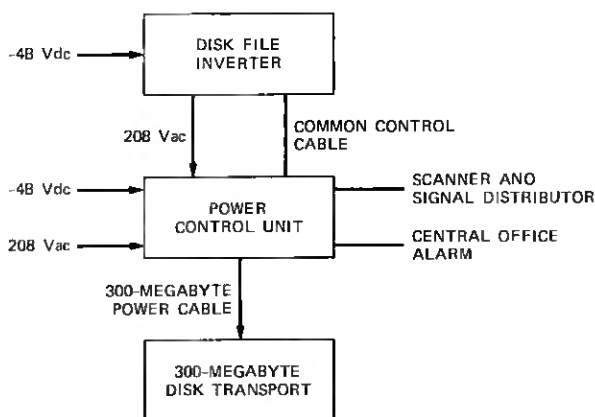 -48 Vdc
DISK FILE
INVERTER
208 Vac
COMMON CONTROL
CABLE
-48 Vdc
POWER
CONTROL UNIT
SCANNER AND
SIGNAL DISTRIBUTOR
208 Vac
CENTRAL OFFICE
ALARM
300-MEGABYTE
POWER CABLE
300-MEGABYTE
DISK TRANSPORT